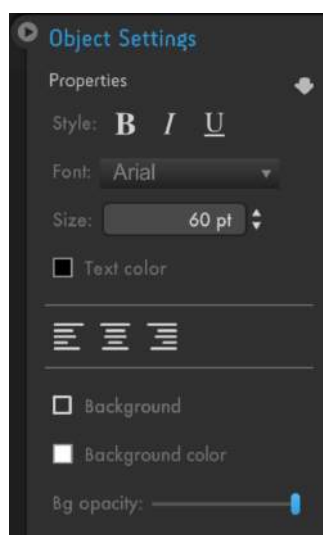 Object Settings
Properties
Style: B I U
Font: Arial
Size: 60 pt
Text color
Background
Background color
Bg opacity: